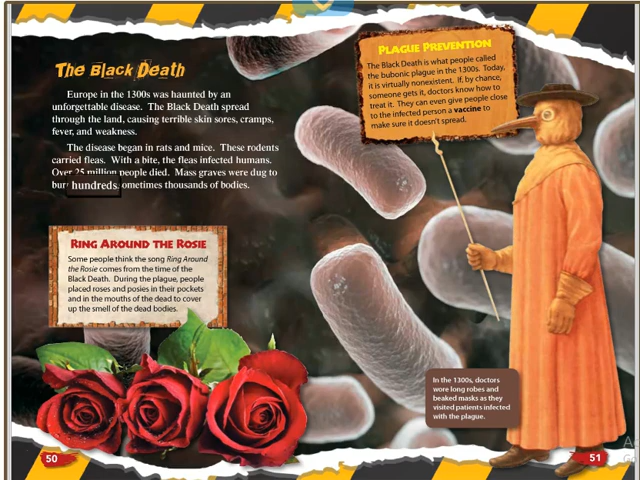 The Black Death
Europe in the 1300s was haunted by an
unforgettable disease. The Black Death spread
through the land, causing terrible skin sores, cramps,
fever, and weakness.
The disease began in rats and mice. These rodents
carried fleas. With a bite, the fleas infected humans.
Over 25 million people died. Mass graves were dug to
hundreds. ometimes thousands of bodies.
Ring Around the Rosie
Some people think the song Ring Around
the Rosie comes from the time of the
Black Death. During the plague, people
placed roses and posies in their pockets
and in the mouths of the dead to cover
up the smell of the dead bodies.
50
Plague Prevention
The Black Death is what people called
the bubonic plague in the 1300s. Today,
it is virtually nonexistent. If, by chance,
someone gets it, doctors know how to
treat it. They can even give people close
to the infected person a vaccine to
make sure it doesn't spread.
In the 1300s, doctors
wore long robes and
beaked masks as they
visited patients infected
with the plague.
51